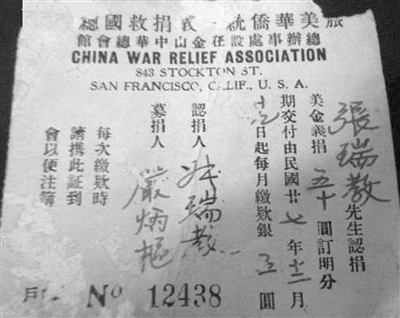 旅美華僑統一義捐救國總
總辦事處設在金山中華總會館
CHINA WAR RELIEF ASSOCIATION
843 STOCKTON ST.
SAN FRANCISCO, CALIF., U. S. A.
張瑞教先生認捐
美金義捐五十圓訂明分
期交付由民國廿七年十二月
日起每月繳欵銀五圓
認捐人 張瑞教
募捐人 嚴炳樞
每次繳欵時
請携此証到
會以便注簿
Nº 12438